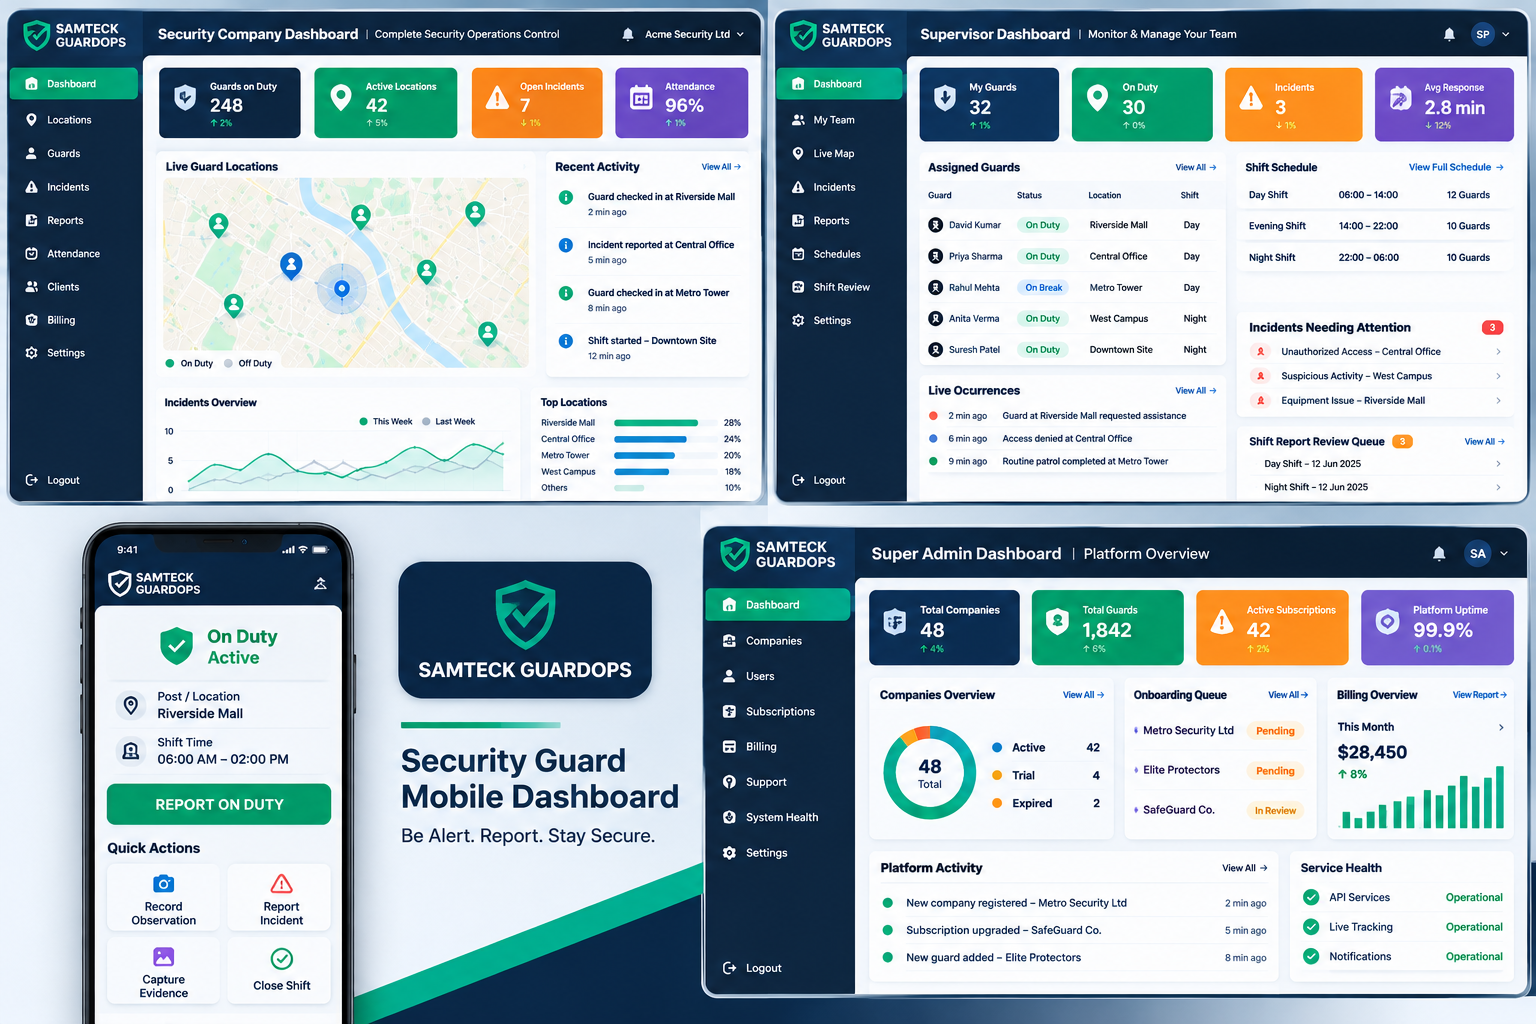 SAMTECK
GUARDOPS
Security Company Dashboard | Complete Security Operations Control
Acme Security Ltd
Dashboard
Locations
Guards
Incidents
Reports
Attendance
Clients
Billing
Settings
Logout
Guards on Duty
248
↑ 2%
Active Locations
42
↑ 5%
Open Incidents
7
↓ 1%
Attendance
96%
↑ 1%
Live Guard Locations
On Duty
Off Duty
Recent Activity
View All →
Guard checked in at Riverside Mall
2 min ago
Incident reported at Central Office
5 min ago
Guard checked in at Metro Tower
8 min ago
Shift started – Downtown Site
12 min ago
Incidents Overview
This Week
Last Week
10
5
0
Top Locations
Riverside Mall 28%
Central Office 24%
Metro Tower 20%
West Campus 18%
Others 10%
SAMTECK
GUARDOPS
Supervisor Dashboard | Monitor & Manage Your Team
SP
Dashboard
My Team
Live Map
Incidents
Reports
Schedules
Shift Review
Settings
Logout
My Guards
32
↑ 1%
On Duty
30
↑ 0%
Incidents
3
↓ 1%
Avg Response
2.8 min
↓ 12%
Assigned Guards
View All →
Guard Status Location Shift
David Kumar On Duty Riverside Mall Day
Priya Sharma On Duty Central Office Day
Rahul Mehta On Break Metro Tower Day
Anita Verma On Duty West Campus Night
Suresh Patel On Duty Downtown Site Night
Live Ocurrences
View All →
2 min ago Guard at Riverside Mall requested assistance
6 min ago Access denied at Central Office
9 min ago Routine patrol completed at Metro Tower
Shift Schedule
View Full Schedule →
Day Shift 06:00 – 14:00 12 Guards
Evening Shift 14:00 – 22:00 10 Guards
Night Shift 22:00 – 06:00 10 Guards
Incidents Needing Attention 3
Unauthorized Access – Central Office
Suspicious Activity – West Campus
Equipment Issue – Riverside Mall
Shift Report Review Queue 3
View All →
Day Shift – 12 Jun 2025
Night Shift – 12 Jun 2025
9:41
SAMTECK
GUARDOPS
On Duty
Active
Post / Location
Riverside Mall
Shift Time
06:00 AM – 02:00 PM
REPORT ON DUTY
Quick Actions
Record
Observation
Report
Incident
Capture
Evidence
Close Shift
SAMTECK GUARDOPS
Security Guard
Mobile Dashboard
Be Alert. Report. Stay Secure.
SAMTECK
GUARDOPS
Super Admin Dashboard | Platform Overview
SA
Dashboard
Companies
Users
Subscriptions
Billing
Support
System Health
Settings
Logout
Total Companies
48
↑ 4%
Total Guards
1,842
↑ 6%
Active Subscriptions
42
↑ 2%
Platform Uptime
99.9%
↑ 0.1%
Companies Overview
View All →
48
Total
Active 42
Trial 4
Expired 2
Onboarding Queue
View All →
Metro Security Ltd Pending
Elite Protectors Pending
SafeGuard Co. In Review
Billing Overview
View Report →
This Month
$28,450
↑ 8%
Platform Activity
View All →
New company registered – Metro Security Ltd 2 min ago
Subscription upgraded – SafeGuard Co. 5 min ago
New guard added – Elite Protectors 8 min ago
Service Health
API Services Operational
Live Tracking Operational
Notifications Operational